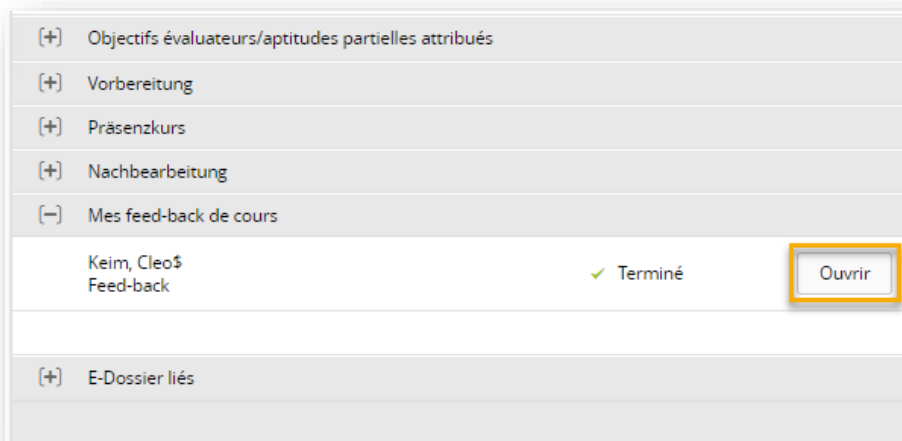 [+] Objectifs évaluateurs/aptitudes partielles attribués
[+] Vorbereitung
[+] Präsenzkurs
[+] Nachbearbeitung
[−] Mes feed-back de cours
Keim, Cleo$
Feed-back
✓ Terminé
Ouvrir
[+] E-Dossier liés